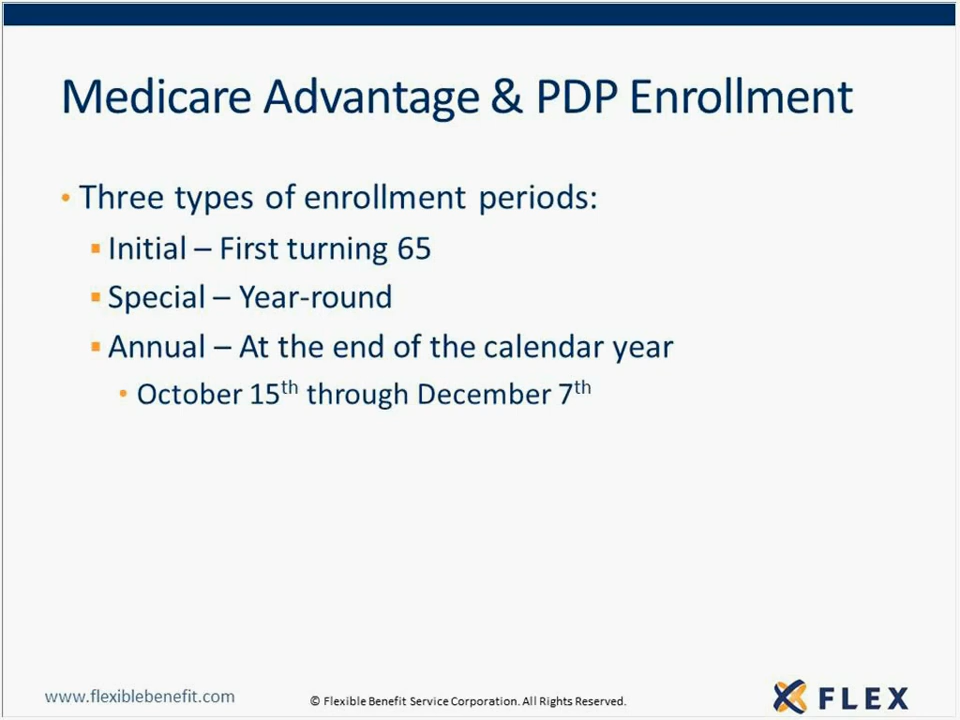 Medicare Advantage & PDP Enrollment
• Three types of enrollment periods:
▪ Initial – First turning 65
▪ Special – Year-round
▪ Annual – At the end of the calendar year
• October 15th through December 7th
www.flexiblebenefit.com
© Flexible Benefit Service Corporation. All Rights Reserved.
FLEX